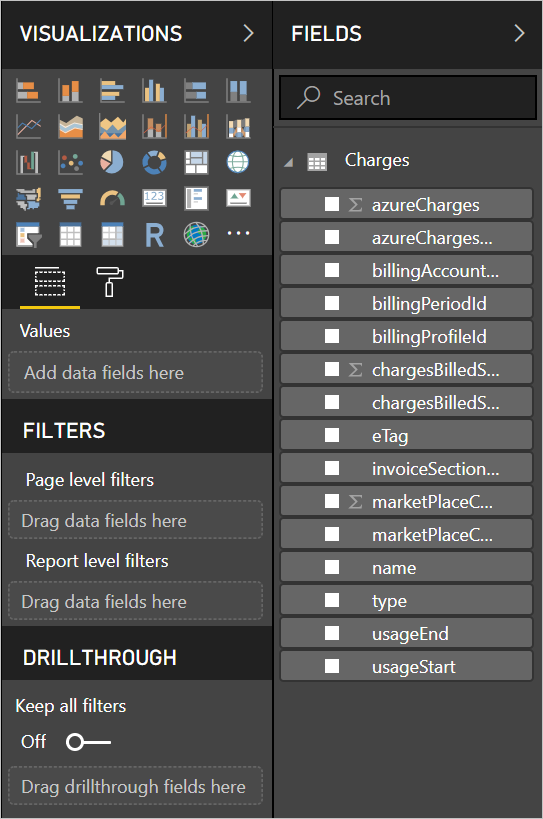 VISUALIZATIONS
123
R
Values
Add data fields here
FILTERS
Page level filters
Drag data fields here
Report level filters
Drag data fields here
DRILLTHROUGH
Keep all filters
Off
Drag drillthrough fields here
FIELDS
Search
Charges
Σ azureCharges
azureCharges...
billingAccount...
billingPeriodId
billingProfileId
Σ chargesBilledS...
chargesBilledS...
eTag
invoiceSection...
Σ marketPlaceC...
marketPlaceC...
name
type
usageEnd
usageStart